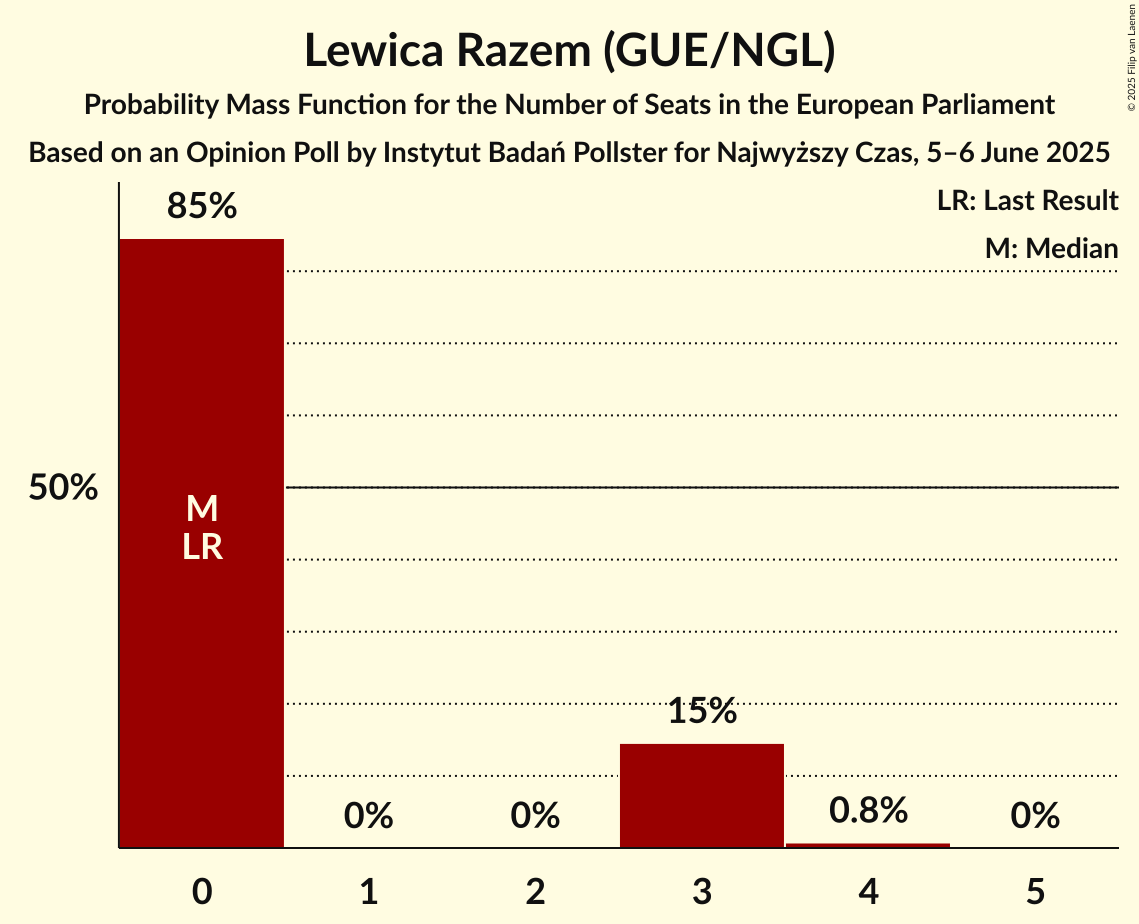 Lewica Razem (GUE/NGL)
Probability Mass Function for the Number of Seats in the European Parliament
Based on an Opinion Poll by Instytut Badań Pollster for Najwyższy Czas, 5–6 June 2025
© 2025 Filip van Laenen
LR: Last Result
M: Median
85%
50%
M
LR
15%
0%
0%
0.8%
0%
0
1
2
3
4
5